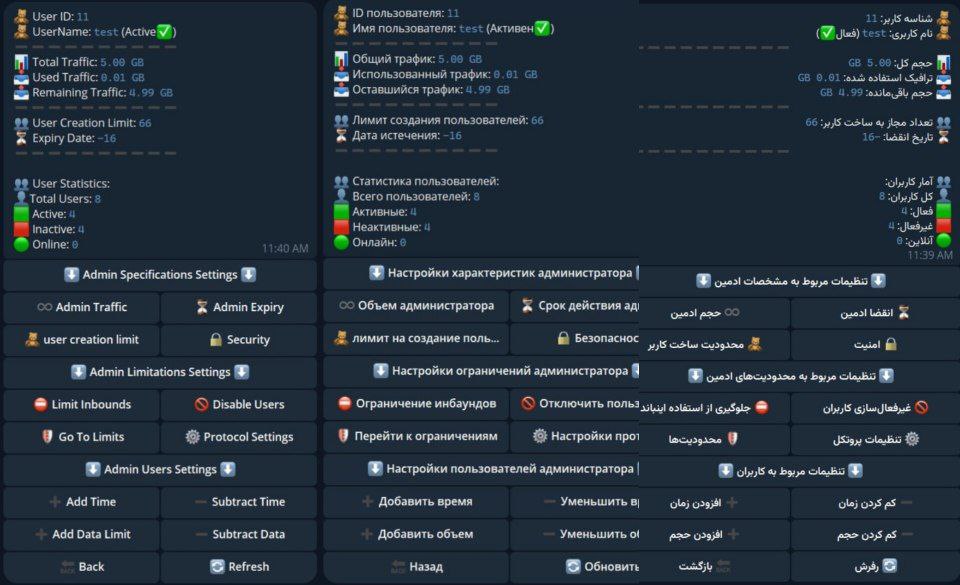 User ID: 11
UserName: test (Active✅)
Total Traffic: 5.00 GB
Used Traffic: 0.01 GB
Remaining Traffic: 4.99 GB
User Creation Limit: 66
Expiry Date: -16
User Statistics:
Total Users: 8
Active: 4
Inactive: 4
Online: 0
11:40 AM
Admin Specifications Settings
Admin Traffic
Admin Expiry
user creation limit
Security
Admin Limitations Settings
Limit Inbounds
Disable Users
Go To Limits
Protocol Settings
Admin Users Settings
Add Time
Subtract Time
Add Data Limit
Subtract Data
BACK Back
Refresh
ID пользователя: 11
Имя пользователя: test (Активен✅)
Общий трафик: 5.00 GB
Использованный трафик: 0.01 GB
Оставшийся трафик: 4.99 GB
Лимит создания пользователей: 66
Дата истечения: -16
Статистика пользователей:
Всего пользователей: 8
Активные: 4
Неактивные: 4
Онлайн: 0
Настройки характеристик администратора
Объем администратора
Срок действия ад
лимит на создание поль...
Безопаснос
Настройки ограничений администратора
Ограничение инбаундов
Отключить польз
Перейти к ограничениям
Настройки прот
Настройки пользователей администратора
Добавить время
Уменьшить в
Добавить объем
Уменьшить об
BACK Назад
Обновить
شناسه کاربر: 11
نام کاربری: test (فعال✅)
حجم کل: 5.00 GB
ترافیک استفاده شده: 0.01 GB
حجم باقی‌مانده: 4.99 GB
تعداد مجاز به ساخت کاربر: 66
تاریخ انقضا: -16
آمار کاربران:
کل کاربران: 8
فعال: 4
غیرفعال: 4
آنلاین: 0
11:39 AM
تنظیمات مربوط به مشخصات ادمین
حجم ادمین
انقضا ادمین
محدودیت ساخت کاربر
امنیت
تنظیمات مربوط به محدودیت‌های ادمین
جلوگیری از استفاده اینباند
غیرفعال‌سازی کاربران
محدودیت‌ها
تنظیمات پروتکل
تنظیمات مربوط به کاربران
افزودن زمان
کم کردن زمان
افزودن حجم
کم کردن حجم
بازگشت BACK
رفرش